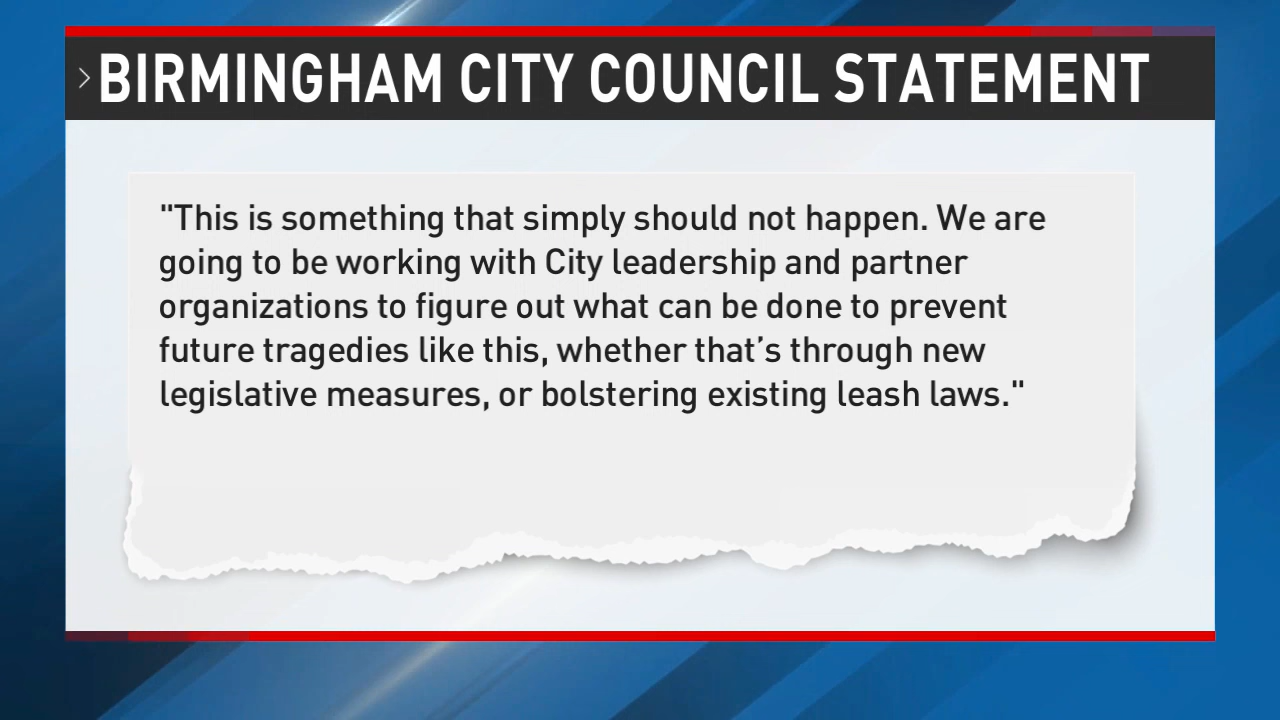 BIRMINGHAM CITY COUNCIL STATEMENT
"This is something that simply should not happen. We are
going to be working with City leadership and partner
organizations to figure out what can be done to prevent
future tragedies like this, whether that’s through new
legislative measures, or bolstering existing leash laws."